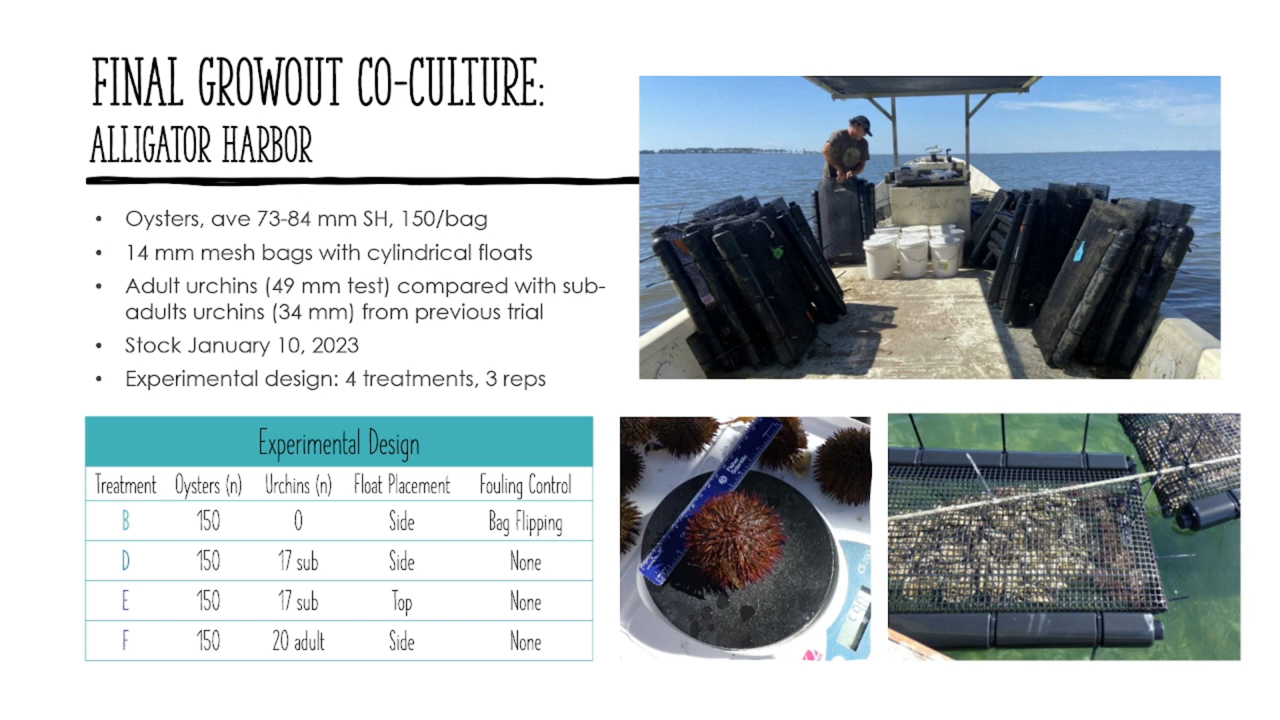 FINAL GROWOUT CO-CULTURE:
ALLIGATOR HARBOR
• Oysters, ave 73-84 mm SH, 150/bag
• 14 mm mesh bags with cylindrical floats
• Adult urchins (49 mm test) compared with sub-
adults urchins (34 mm) from previous trial
• Stock January 10, 2023
• Experimental design: 4 treatments, 3 reps
Experimental Design
Treatment Oysters (n) Urchins (n) Float Placement Fouling Control
B 150 0 Side Bag Flipping
D 150 17 sub Side None
E 150 17 sub Top None
F 150 20 adult Side None